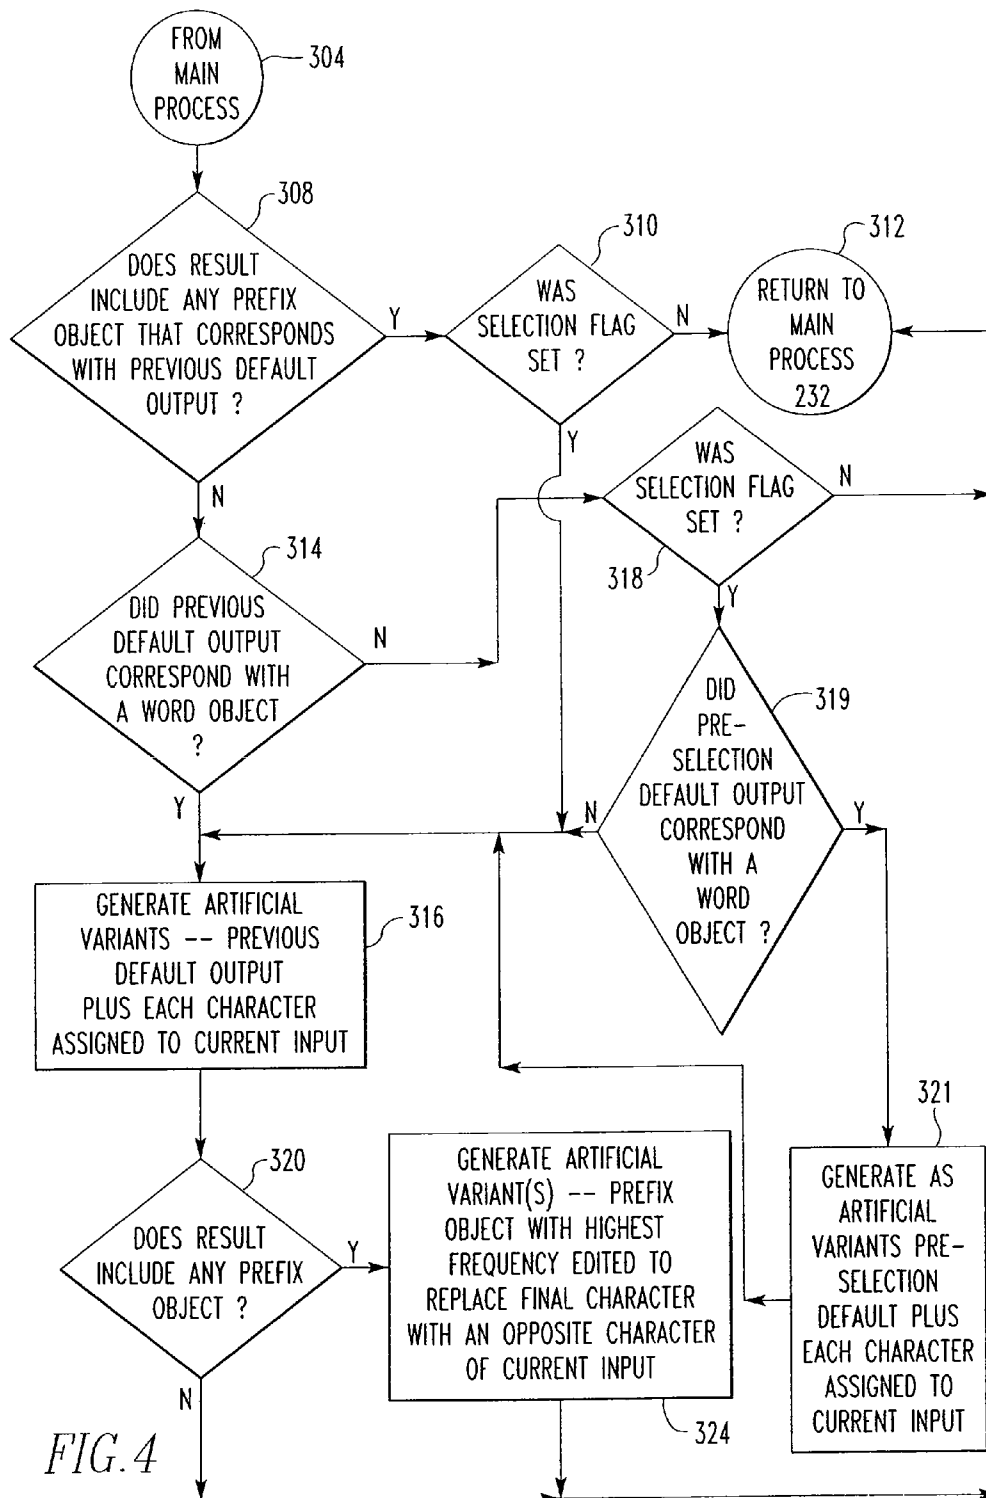 FROM
MAIN
PROCESS
304
308
DOES RESULT
INCLUDE ANY PREFIX
OBJECT THAT CORRESPONDS
WITH PREVIOUS DEFAULT
OUTPUT ?
Y
N
310
WAS
SELECTION FLAG
SET ?
N
Y
312
RETURN TO
MAIN
PROCESS
232
314
DID PREVIOUS
DEFAULT OUTPUT
CORRESPOND WITH
A WORD OBJECT
?
N
Y
WAS
SELECTION FLAG
SET ?
318
N
Y
319
DID
PRE-
SELECTION
DEFAULT OUTPUT
CORRESPOND
WITH A
WORD
OBJECT ?
N
Y
GENERATE ARTIFICIAL
VARIANTS -- PREVIOUS
DEFAULT OUTPUT
PLUS EACH CHARACTER
ASSIGNED TO CURRENT INPUT
316
320
DOES RESULT
INCLUDE ANY PREFIX
OBJECT ?
Y
N
GENERATE ARTIFICIAL
VARIANT(S) -- PREFIX
OBJECT WITH HIGHEST
FREQUENCY EDITED TO
REPLACE FINAL CHARACTER
WITH AN OPPOSITE CHARACTER
OF CURRENT INPUT
324
321
GENERATE AS
ARTIFICIAL
VARIANTS PRE-
SELECTION
DEFAULT PLUS
EACH CHARACTER
ASSIGNED TO
CURRENT INPUT
FIG.4